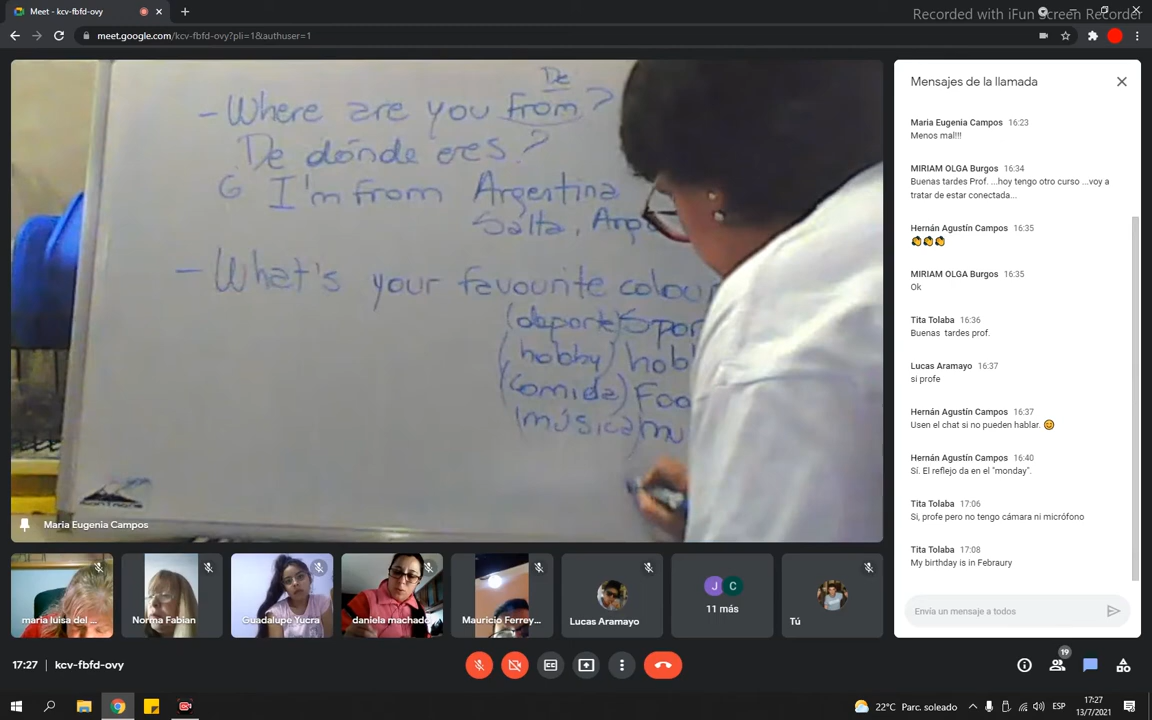 Meet - kcv-fbfd-ovy
Recorded with iFun Screen Recorder
meet.google.com/kcv-fbfd-ovy?pli=1&authuser=1
De
- Where are you from?
De dónde eres?
I'm from Argentina
Salta,
- What's your favourite colour
(deporte)
(hobby)
(comida)
(música)
Maria Eugenia Campos
maria luisa del ...
Norma Fabian
Guadalupe Yucra
daniela machado
Mauricio Ferrey...
Lucas Aramayo
J C
11 más
Tú
Mensajes de la llamada
Maria Eugenia Campos 16:23
Menos mal!!!
MIRIAM OLGA Burgos 16:34
Buenas tardes Prof. ...hoy tengo otro curso ...voy a
tratar de estar conectada...
Hernán Agustín Campos 16:35
MIRIAM OLGA Burgos 16:35
Ok
Tita Tolaba 16:36
Buenas tardes prof.
Lucas Aramayo 16:37
si profe
Hernán Agustín Campos 16:37
Usen el chat si no pueden hablar.
Hernán Agustín Campos 16:40
Sí. El reflejo da en el "monday".
Tita Tolaba 17:06
Si, profe pero no tengo cámara ni micrófono
Tita Tolaba 17:08
My birthday is in Febraury
Envía un mensaje a todos
17:27 kcv-fbfd-ovy
19
22°C Parc. soleado
ESP
17:27
13/7/2021